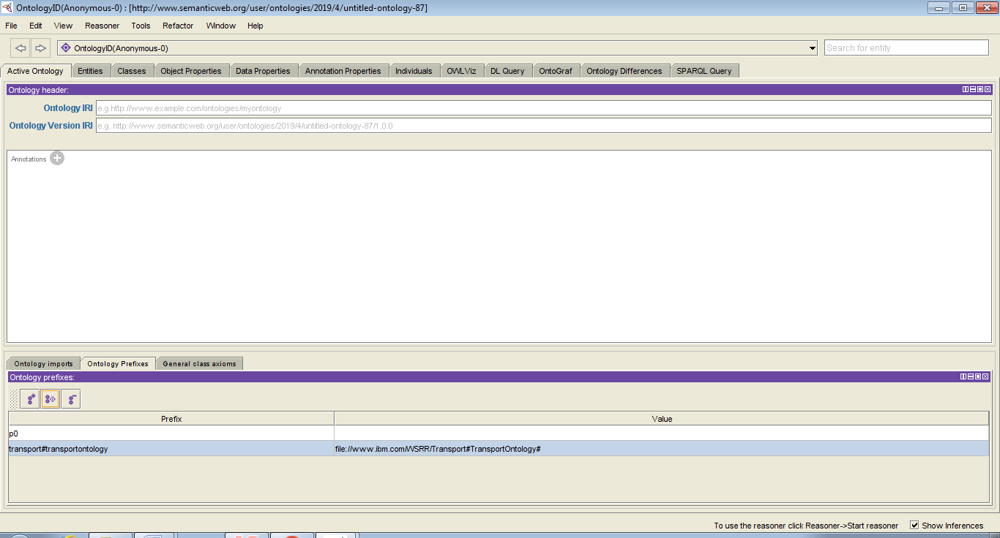 OntologyID(Anonymous-0) : [http://www.semanticweb.org/user/ontologies/2019/4/untitled-ontology-87]
File Edit View Reasoner Tools Refactor Window Help
OntologyID(Anonymous-0) Search for entity
Active Ontology Entities Classes Object Properties Data Properties Annotation Properties Individuals OWLViz DL Query OntoGraf Ontology Differences SPARQL Query
Ontology header:
Ontology IRI e.g http://www.example.com/ontologies/myontology
Ontology Version IRI e.g. http://www.semanticweb.org/user/ontologies/2019/4/untitled-ontology-87/1.0.0
Annotations
Ontology imports Ontology Prefixes General class axioms
Ontology prefixes:
Prefix Value
p0
transport#transportontology file://www.ibm.com/WSRR/Transport#TransportOntology#
To use the reasoner click Reasoner->Start reasoner Show Inferences